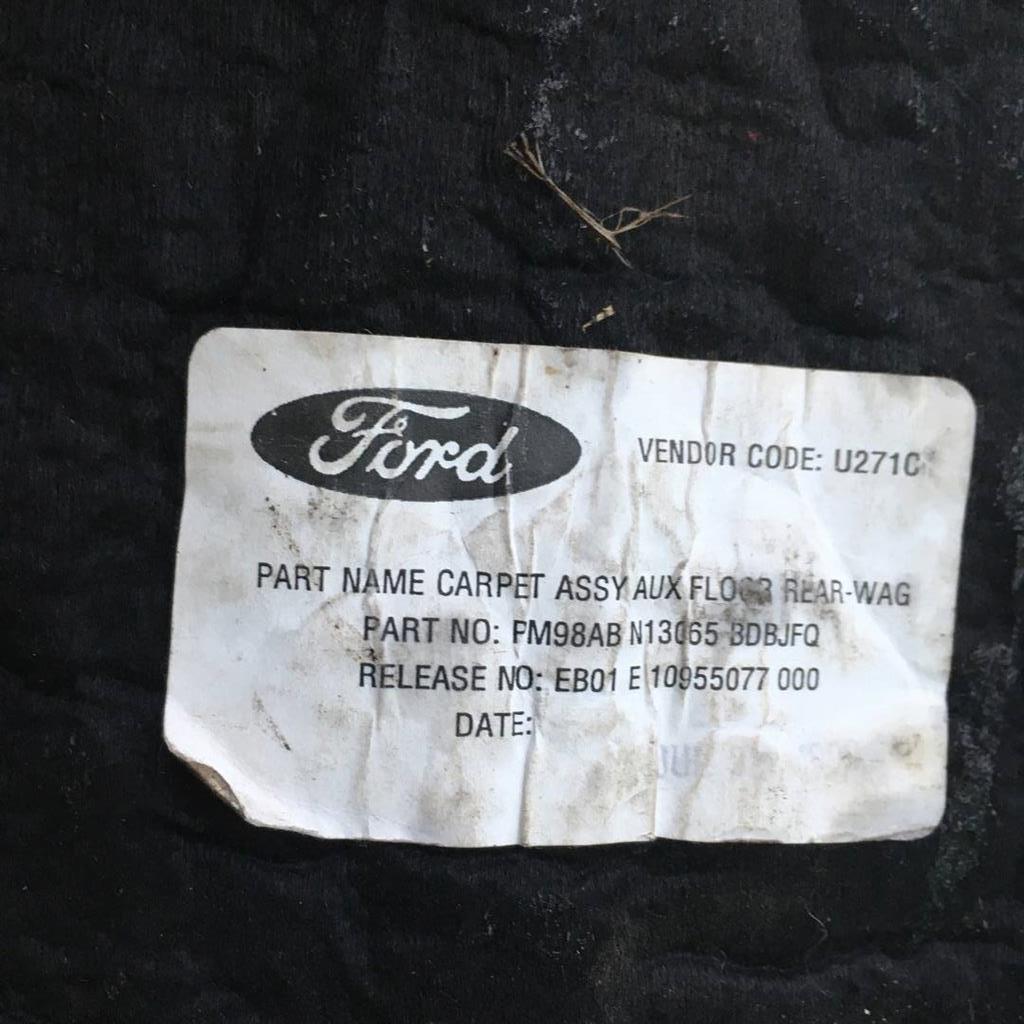 Ford
VENDOR CODE: U271C
PART NAME CARPET ASSY AUX FLOOR REAR-WAG
PART NO: PM98AB N13065 BDBJFQ
RELEASE NO: EB01 E 10955077 000
DATE: